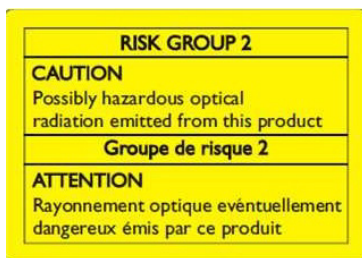 RISK GROUP 2
CAUTION
Possibly hazardous optical
radiation emitted from this product
Groupe de risque 2
ATTENTION
Rayonnement optique evéntuellement
dangereux émis par ce produit